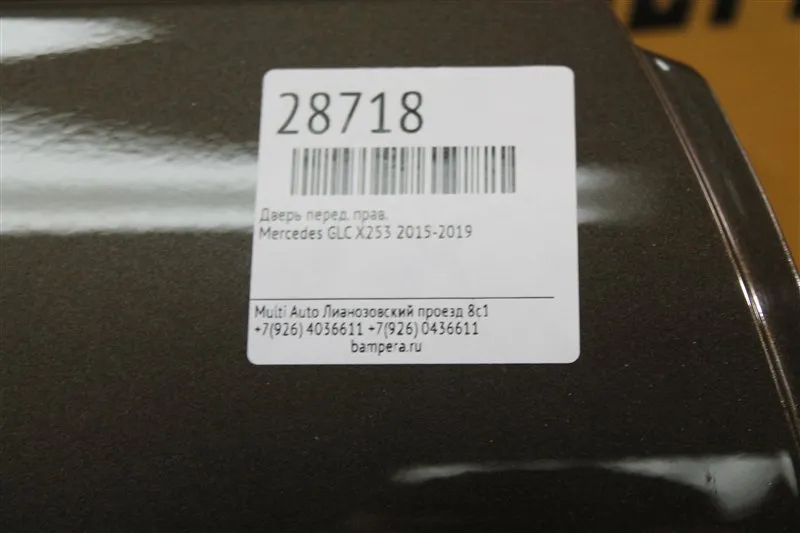 28718
Дверь перед. прав.
Mercedes GLC X253 2015-2019
Multi Auto Лианозовский проезд 8с1
+7(926) 4036611 +7(926) 0436611
bampera.ru